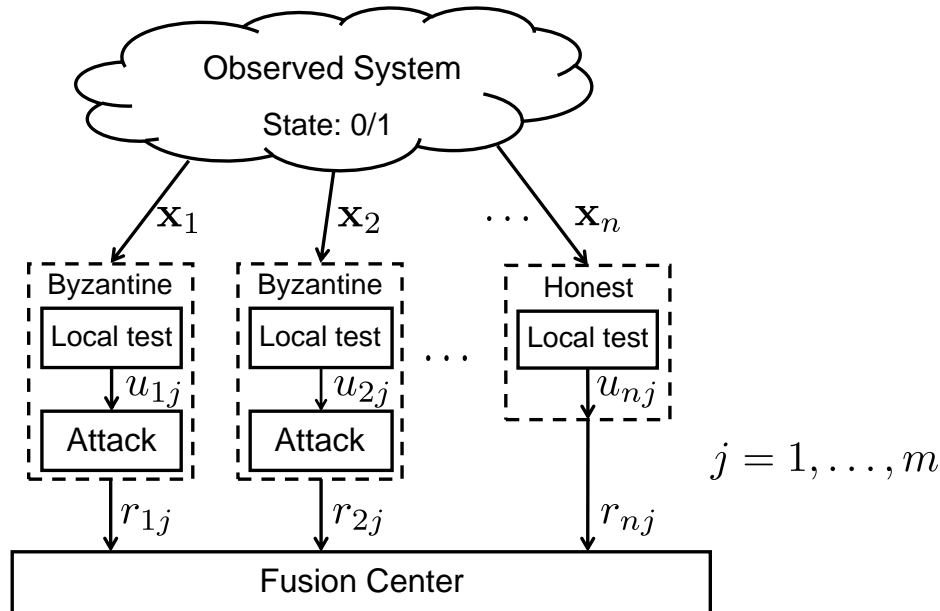 Observed System
State: 0/1
x₁
x₂
...
xₙ
Byzantine
Byzantine
Honest
Local test
Local test
Local test
...
u₁ⱼ
u₂ⱼ
uₙⱼ
Attack
Attack
j = 1, . . . , m
r₁ⱼ
r₂ⱼ
rₙⱼ
Fusion Center